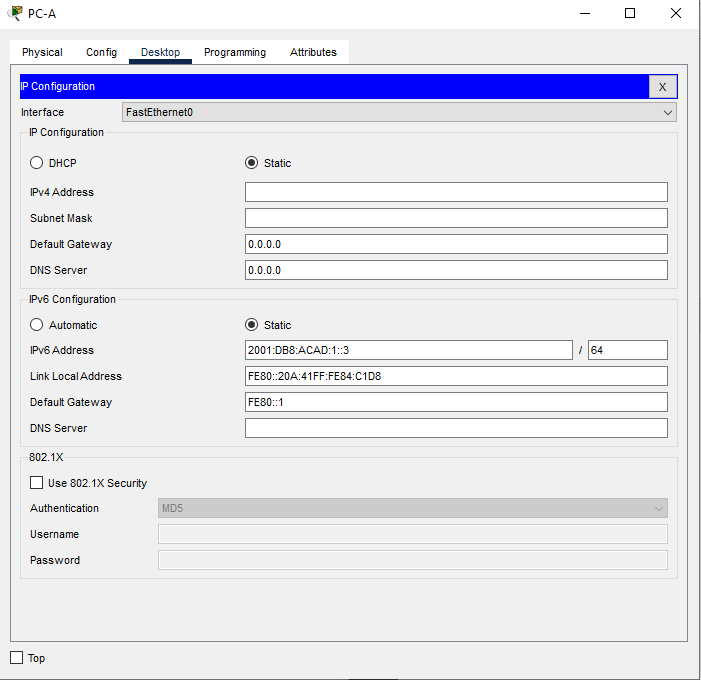 PC-A
Physical Config Desktop Programming Attributes
IP Configuration X
Interface FastEthernet0
IP Configuration
DHCP Static
IPv4 Address
Subnet Mask
Default Gateway 0.0.0.0
DNS Server 0.0.0.0
IPv6 Configuration
Automatic Static
IPv6 Address 2001:DB8:ACAD:1::3 / 64
Link Local Address FE80::20A:41FF:FE84:C1D8
Default Gateway FE80::1
DNS Server
802.1X
Use 802.1X Security
Authentication MD5
Username
Password
Top